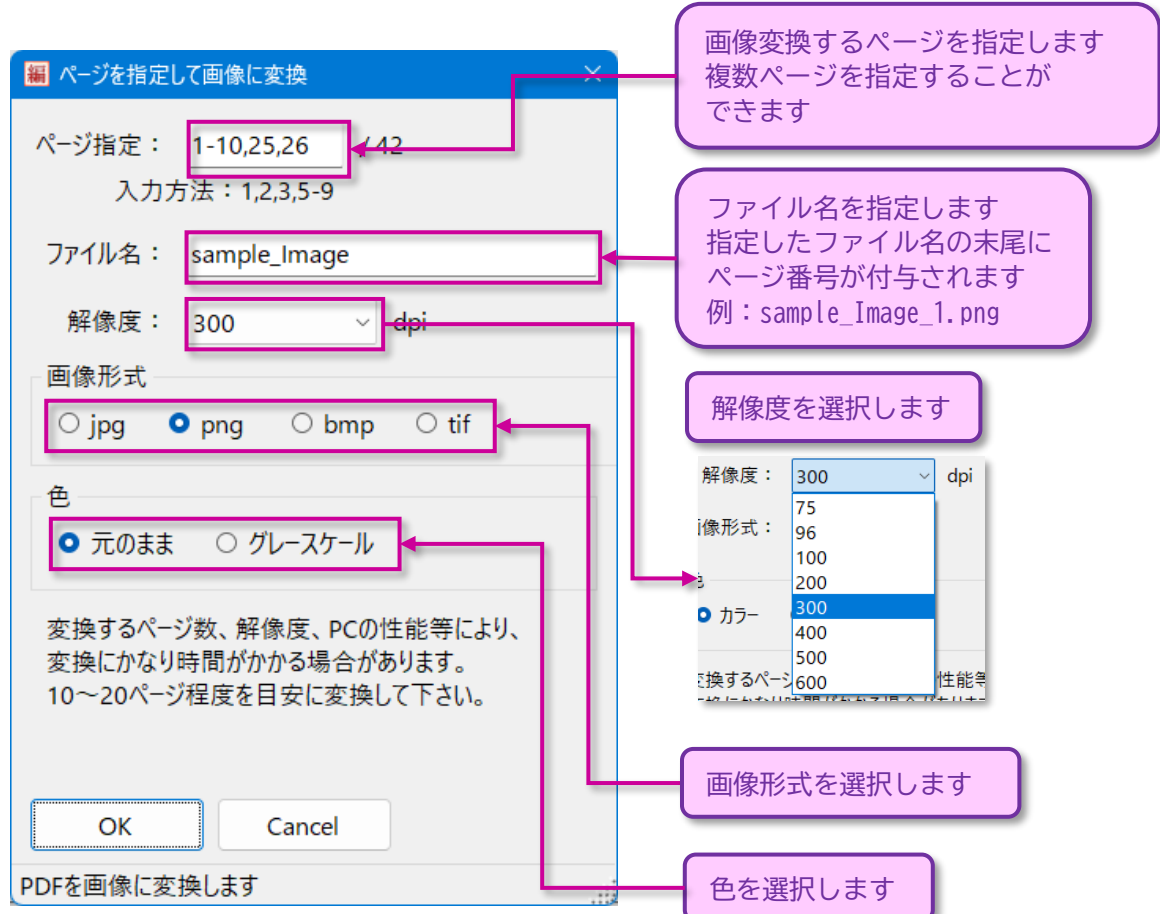 編 ページを指定して画像に変換
ページ指定： 1-10,25,26 / 42
入力方法：1,2,3,5-9
ファイル名： sample_Image
解像度： 300 dpi
画像形式
jpg png bmp tif
色
元のまま グレースケール
変換するページ数、解像度、PCの性能等により、
変換にかなり時間がかかる場合があります。
10～20ページ程度を目安に変換して下さい。
OK Cancel
PDFを画像に変換します
画像変換するページを指定します
複数ページを指定することが
できます
ファイル名を指定します
指定したファイル名の末尾に
ページ番号が付与されます
例：sample_Image_1.png
解像度を選択します
解像度： 300 dpi
75
像形式： 96
100
200
300
カラー
400
500
換するページ 600 性能等
画像形式を選択します
色を選択します